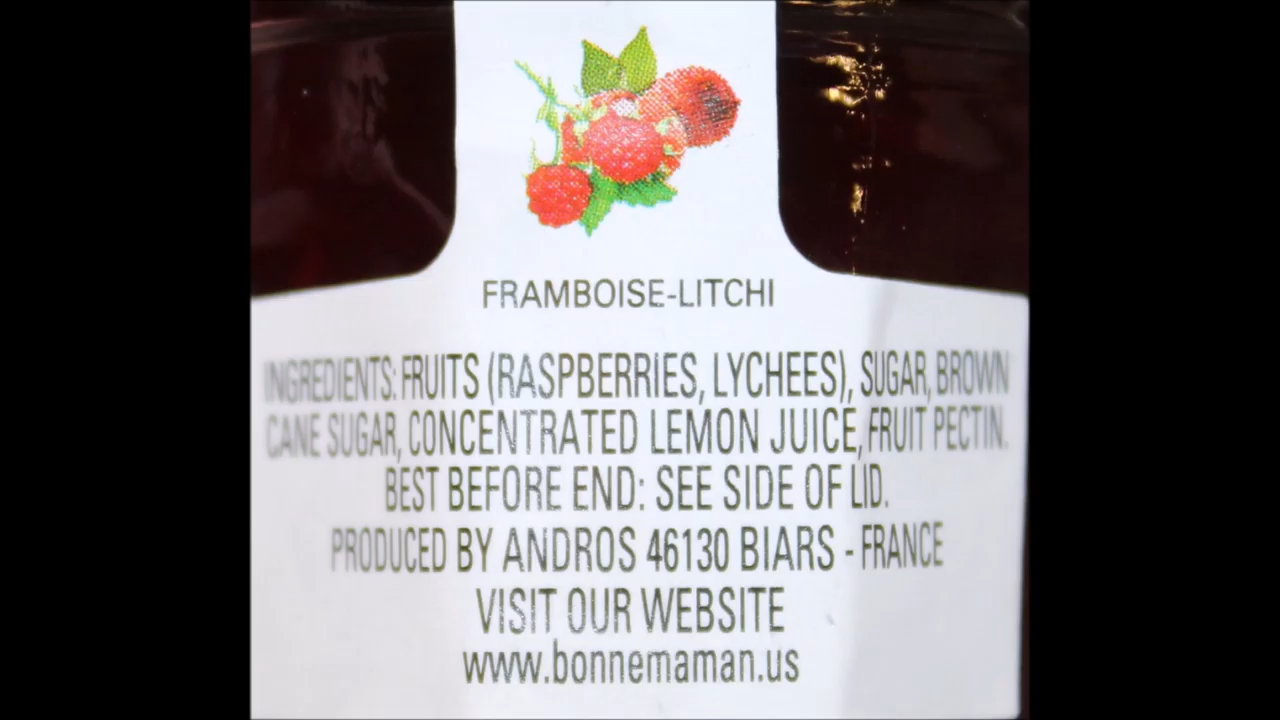 FRAMBOISE-LITCHI
INGREDIENTS: FRUITS (RASPBERRIES, LYCHEES), SUGAR, BROWN
CANE SUGAR, CONCENTRATED LEMON JUICE, FRUIT PECTIN.
BEST BEFORE END: SEE SIDE OF LID.
PRODUCED BY ANDROS 46130 BIARS - FRANCE
VISIT OUR WEBSITE
www.bonnemaman.us